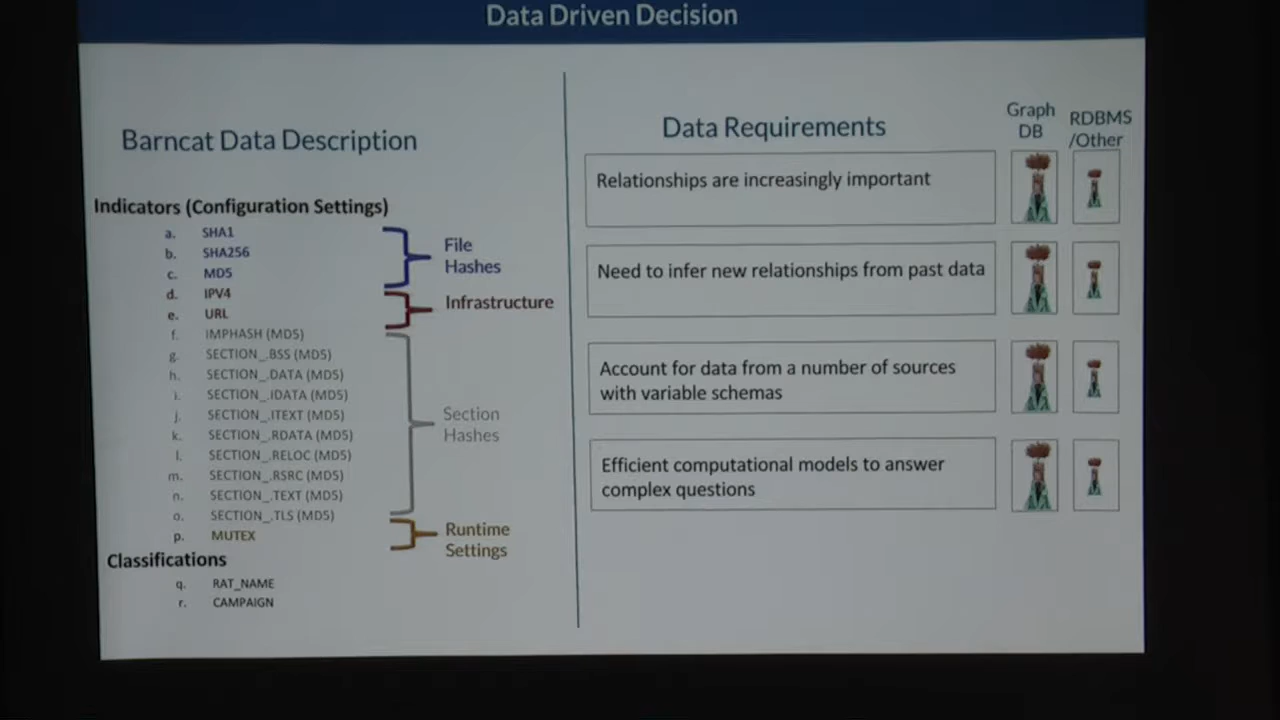 Data Driven Decision
Barncat Data Description
Indicators (Configuration Settings)
a. SHA1
b. SHA256
c. MD5
d. IPV4
e. URL
f. IMPHASH (MD5)
g. SECTION_.BSS (MD5)
h. SECTION_.DATA (MD5)
i. SECTION_.IDATA (MD5)
j. SECTION_.ITEXT (MD5)
k. SECTION_.RDATA (MD5)
l. SECTION_.RELOC (MD5)
m. SECTION_.RSRC (MD5)
n. SECTION_.TEXT (MD5)
o. SECTION_.TLS (MD5)
p. MUTEX
File
Hashes
Infrastructure
Section
Hashes
Runtime
Settings
Classifications
q. RAT_NAME
r. CAMPAIGN
Data Requirements
Graph
DB
RDBMS
/Other
Relationships are increasingly important
Need to infer new relationships from past data
Account for data from a number of sources
with variable schemas
Efficient computational models to answer
complex questions